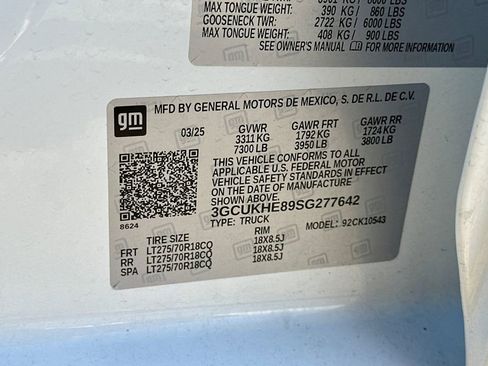 MAX TONGUE WEIGHT: 390 KG / 860 LBS
GOOSENECK TWR: 2722 KG / 6000 LBS
MAX TONGUE WEIGHT: 408 KG / 900 LBS
SEE OWNER'S MANUAL FOR MORE INFORMATION
gm
MFD BY GENERAL MOTORS DE MEXICO, S. DE R.L. DE C.V.
03/25 GVWR GAWR FRT GAWR RR
3311 KG 1792 KG 1724 KG
7300 LB 3950 LB 3800 LB
THIS VEHICLE CONFORMS TO ALL
APPLICABLE U.S. FEDERAL MOTOR
VEHICLE SAFETY STANDARDS IN EFFECT
ON THE DATE OF MANUFACTURE
SHOWN ABOVE.
3GCUKHE89SG277642
8624 TYPE: TRUCK MODEL: 92CK10543
TIRE SIZE RIM
FRT LT275/70R18CQ 18X8.5J
RR LT275/70R18CQ 18X8.5J
SPA LT275/70R18CQ 18X8.5J